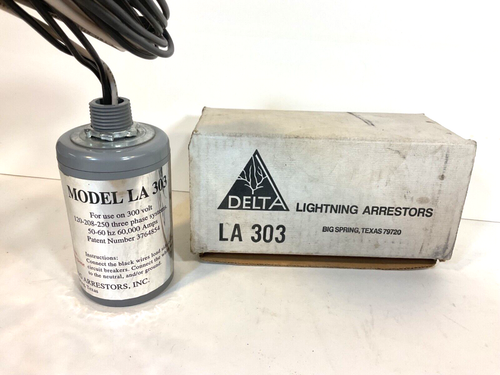 MODEL LA 303
For use on 300 volt
120-208-250 three phase systems
50-60 hz 60,000 Amps
Patent Number 3764854
Instructions:
Connect the black wires load
circuit breakers. Connect the
to the neutral, and/or ground
ARRESTORS, INC.
DELTA
LIGHTNING ARRESTORS
LA 303
BIG SPRING, TEXAS 79720